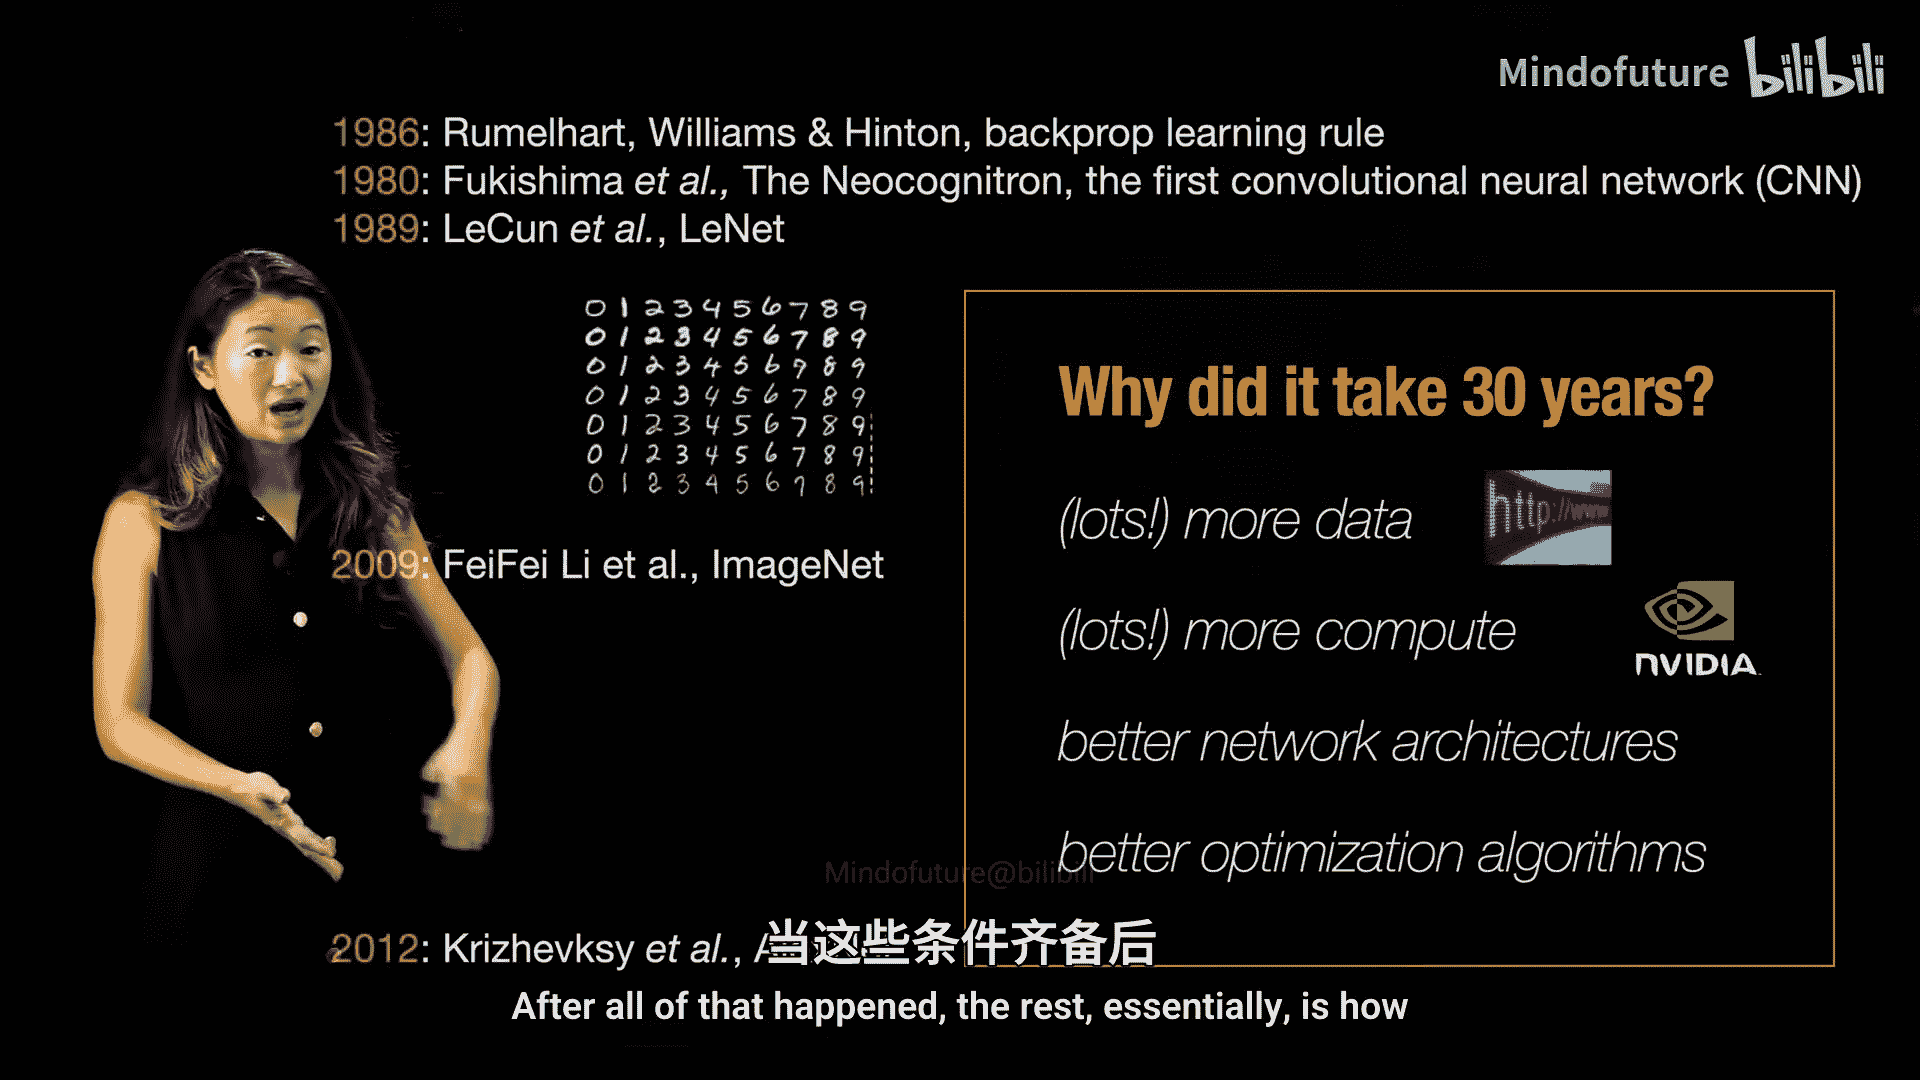 Mindofuture bilibili
1986: Rumelhart, Williams & Hinton, backprop learning rule
1980: Fukishima et al., The Neocognitron, the first convolutional neural network (CNN)
1989: LeCun et al., LeNet
0 1 2 3 4 5 6 7 8 9
0 1 2 3 4 5 6 7 8 9
0 1 2 3 4 5 6 7 8 9
0 1 2 3 4 5 6 7 8 9
0 1 2 3 4 5 6 7 8 9
0 1 2 3 4 5 6 7 8 9
0 1 2 3 4 5 6 7 8 9
2009: FeiFei Li et al., ImageNet
2012: Krizhevksy et al.,
Why did it take 30 years?
(lots!) more data
http://www
(lots!) more compute
NVIDIA
better network architectures
better optimization algorithms
Mindofuture@bilibili
当这些条件齐备后
After all of that happened, the rest, essentially, is how